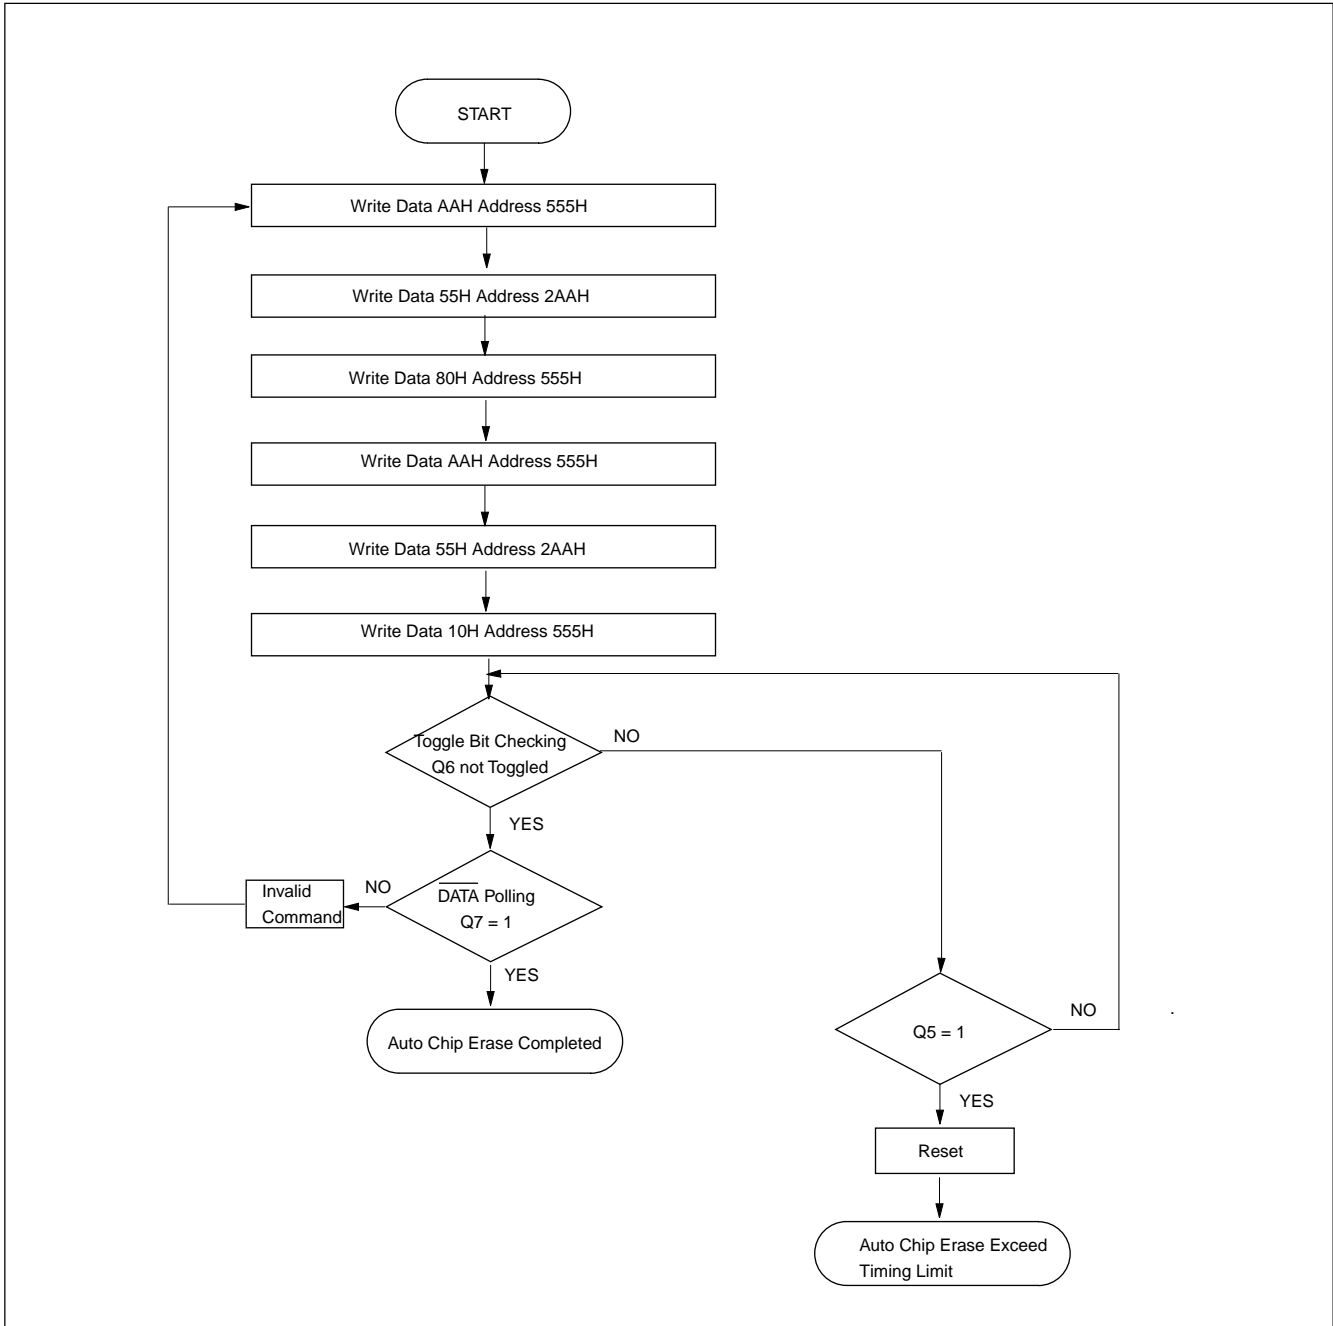 START
Write Data AAH Address 555H
Write Data 55H Address 2AAH
Write Data 80H Address 555H
Write Data AAH Address 555H
Write Data 55H Address 2AAH
Write Data 10H Address 555H
Toggle Bit Checking
Q6 not Toggled
NO
YES
Invalid
Command
NO
DATA Polling
Q7 = 1
YES
Auto Chip Erase Completed
Q5 = 1
NO
.
YES
Reset
Auto Chip Erase Exceed
Timing Limit